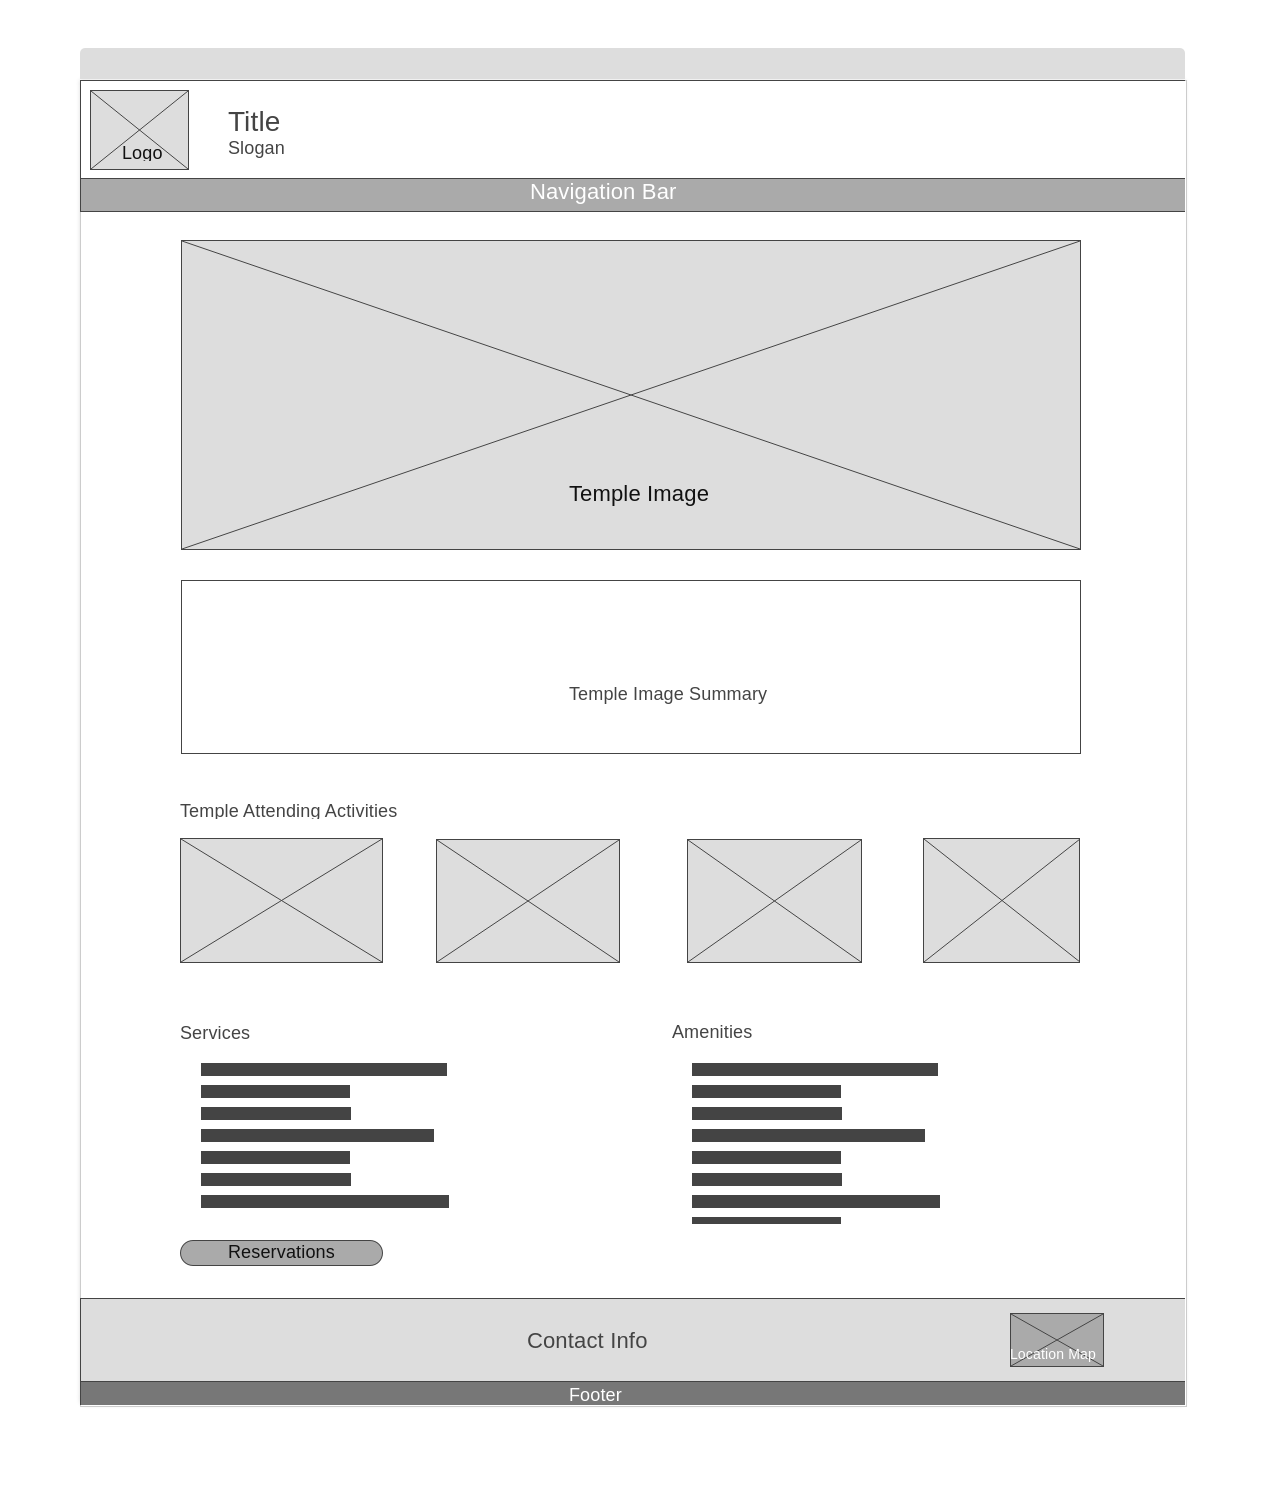 Logo
Title
Slogan
Navigation Bar
Temple Image
Temple Image Summary
Temple Attending Activities
Services
Amenities
Reservations
Contact Info
Location Map
Footer